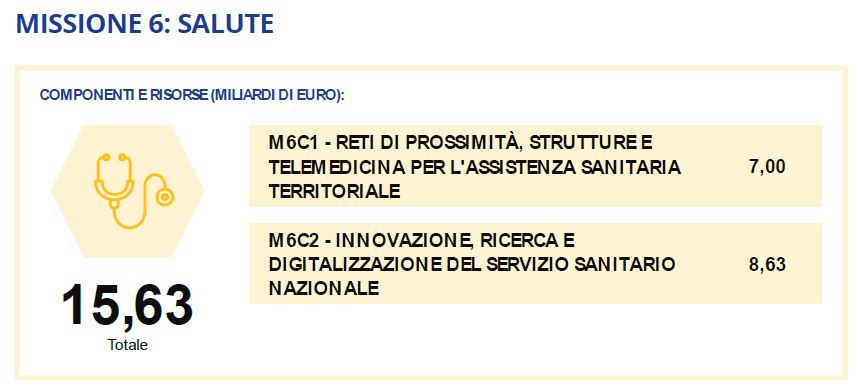 MISSIONE 6: SALUTE
COMPONENTI E RISORSE (MILIARDI DI EURO):
M6C1 - RETI DI PROSSIMITÀ, STRUTTURE E
TELEMEDICINA PER L'ASSISTENZA SANITARIA
TERRITORIALE
7,00
M6C2 - INNOVAZIONE, RICERCA E
DIGITALIZZAZIONE DEL SERVIZIO SANITARIO
NAZIONALE
8,63
15,63
Totale